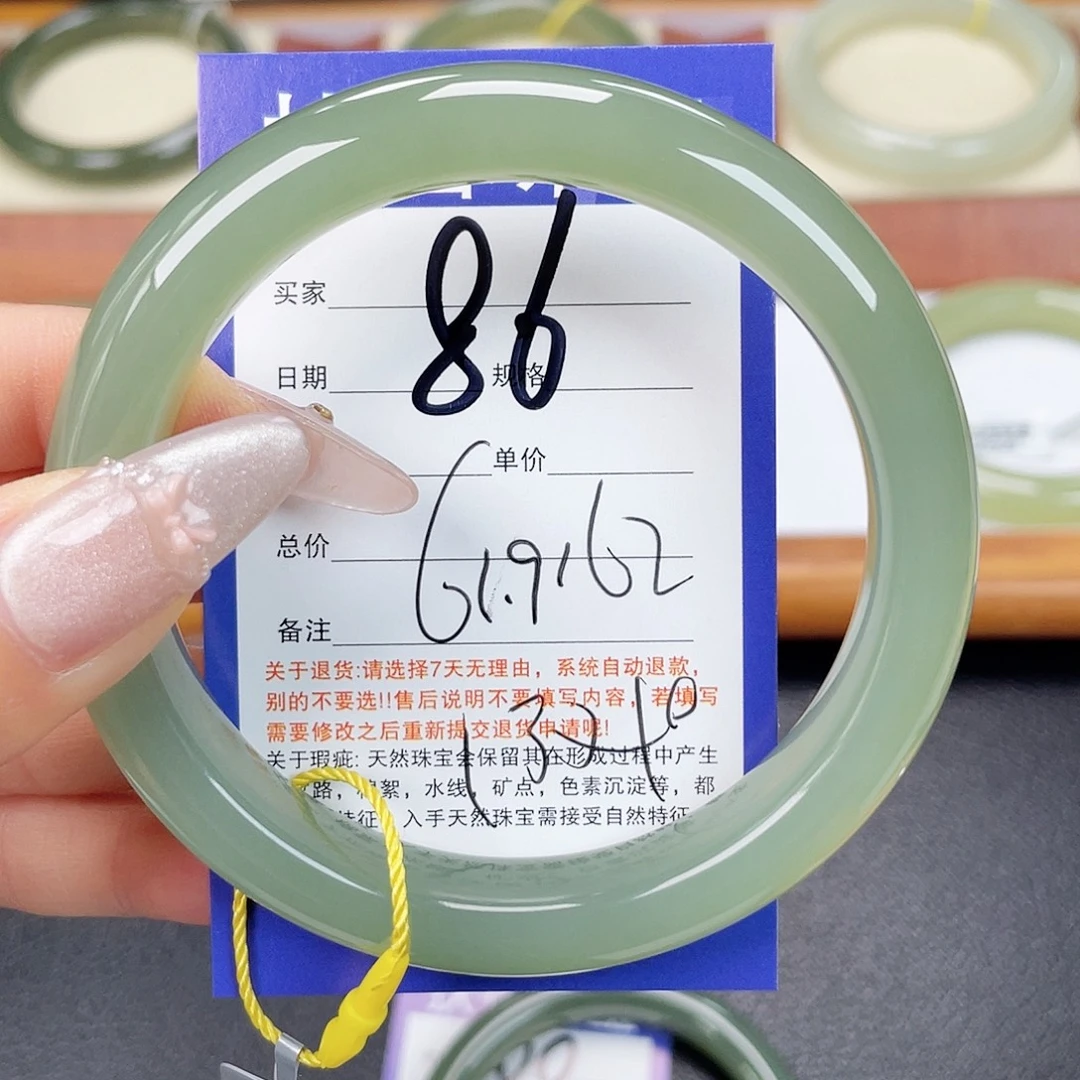 86
买家
日期 规格
单价
61.9162
总价
备注
关于退货:请选择7天无理由，系统自动退款，
别的不要选!!售后说明不要填写内容，若填写
需要修改之后重新提交退货申请呢!
关于瑕疵: 天然珠宝会保留其在形成过程中产生
路，棉絮，水线，矿点，色素沉淀等，都
特征，入手天然珠宝需接受自然特征